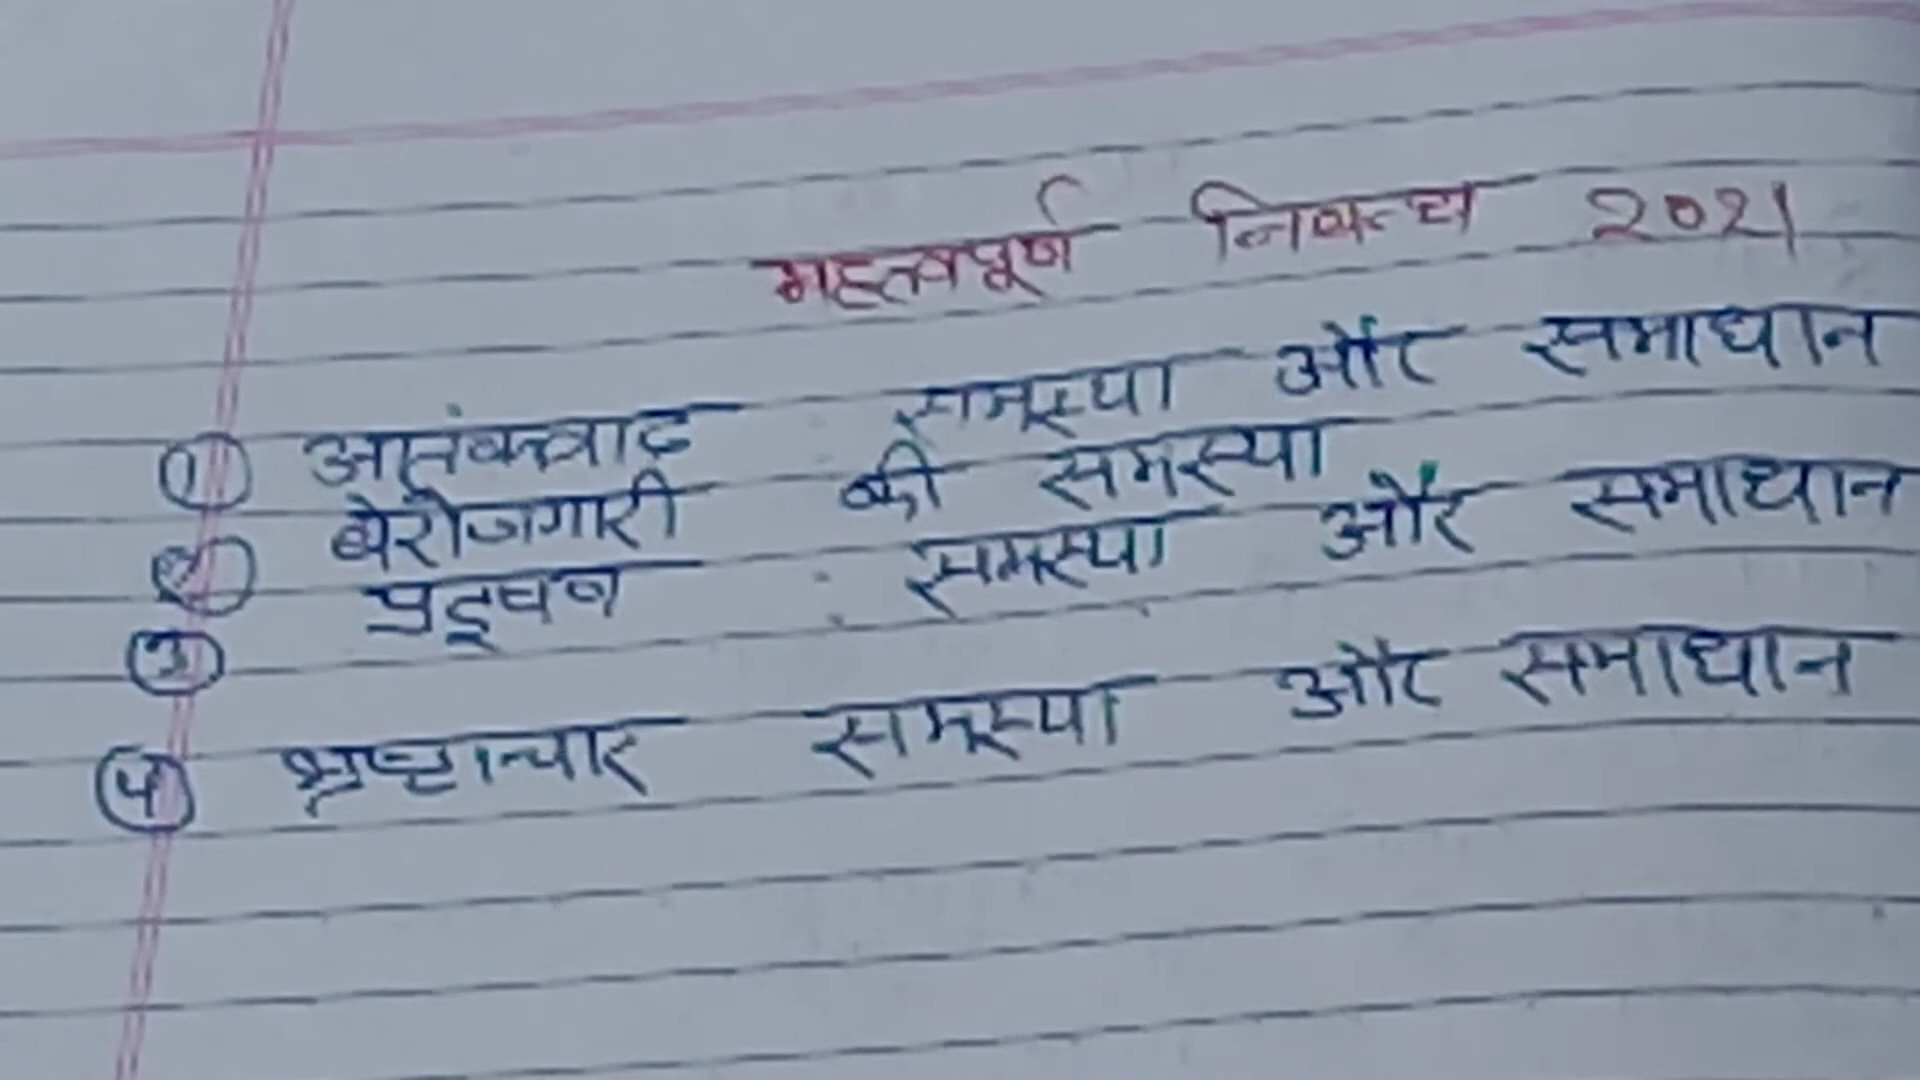 महत्वपूर्ण निबन्ध 2021
① आतंकवाद : समस्या और समाधान
② बेरोजगारी की समस्या
③ प्रदूषण : समस्या और समाधान
④ भ्रष्टाचार समस्या और समाधान